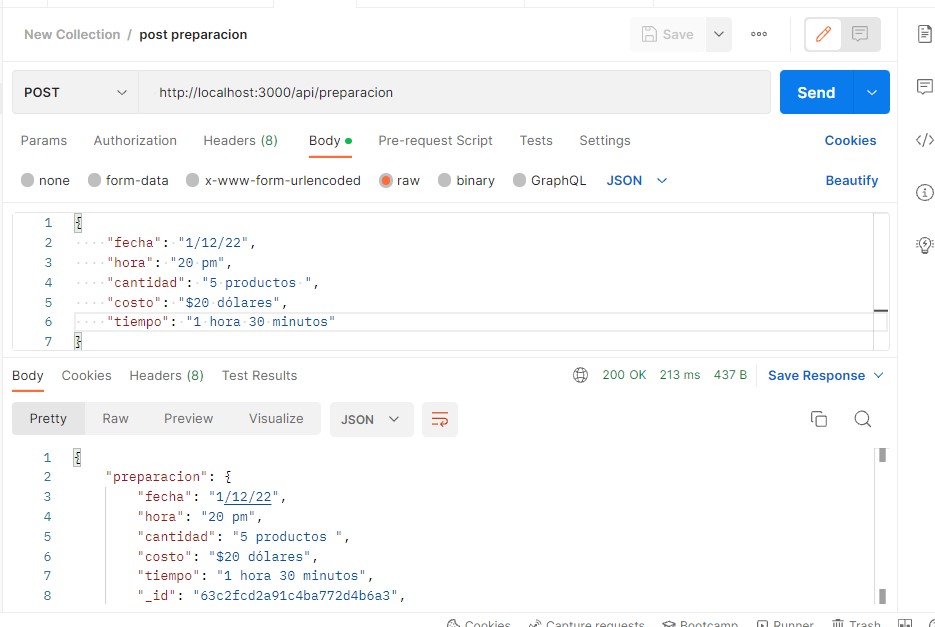 New Collection / post preparacion
Save
POST
http://localhost:3000/api/preparacion
Send
Params Authorization Headers (8) Body Pre-request Script Tests Settings Cookies
none form-data x-www-form-urlencoded raw binary GraphQL JSON Beautify
1 {
2 "fecha": "1/12/22",
3 "hora": "20 pm",
4 "cantidad": "5 productos ",
5 "costo": "$20 dólares",
6 "tiempo": "1 hora 30 minutos"
7 }
Body Cookies Headers (8) Test Results 200 OK 213 ms 437 B Save Response
Pretty Raw Preview Visualize JSON
1 {
2 "preparacion": {
3 "fecha": "1/12/22",
4 "hora": "20 pm",
5 "cantidad": "5 productos ",
6 "costo": "$20 dólares",
7 "tiempo": "1 hora 30 minutos",
8 "_id": "63c2fcd2a91c4ba772d4b6a3",
Cookies Capture requests Bootcamp Runner Trash